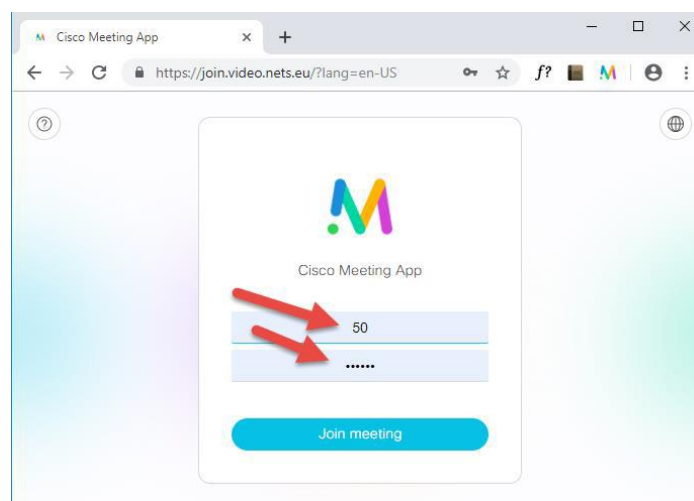 Cisco Meeting App
https://join.video.nets.eu/?lang=en-US
f?
M
Cisco Meeting App
50
••••••
Join meeting